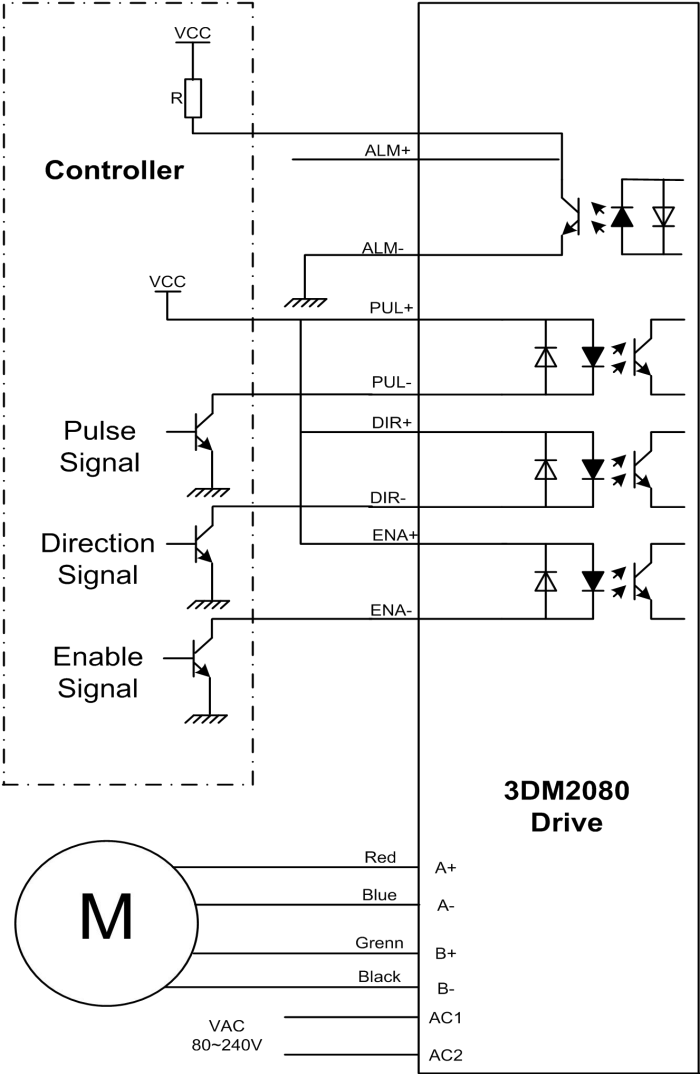 VCC
R
ALM+
Controller
ALM-
VCC
PUL+
PUL-
DIR+
Pulse
Signal
DIR-
ENA+
Direction
Signal
ENA-
Enable
Signal
3DM2080
Drive
Red
A+
Blue
A-
M
Grenn
B+
Black
B-
AC1
VAC
80~240V
AC2